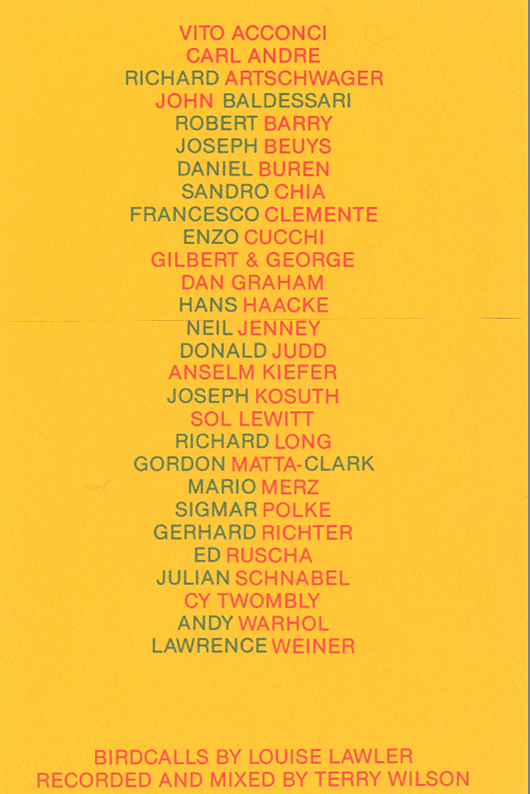 VITO ACCONCI
CARL ANDRE
RICHARD ARTSCHWAGER
JOHN BALDESSARI
ROBERT BARRY
JOSEPH BEUYS
DANIEL BUREN
SANDRO CHIA
FRANCESCO CLEMENTE
ENZO CUCCHI
GILBERT & GEORGE
DAN GRAHAM
HANS HAACKE
NEIL JENNEY
DONALD JUDD
ANSELM KIEFER
JOSEPH KOSUTH
SOL LEWITT
RICHARD LONG
GORDON MATTA-CLARK
MARIO MERZ
SIGMAR POLKE
GERHARD RICHTER
ED RUSCHA
JULIAN SCHNABEL
CY TWOMBLY
ANDY WARHOL
LAWRENCE WEINER
BIRDCALLS BY LOUISE LAWLER
RECORDED AND MIXED BY TERRY WILSON